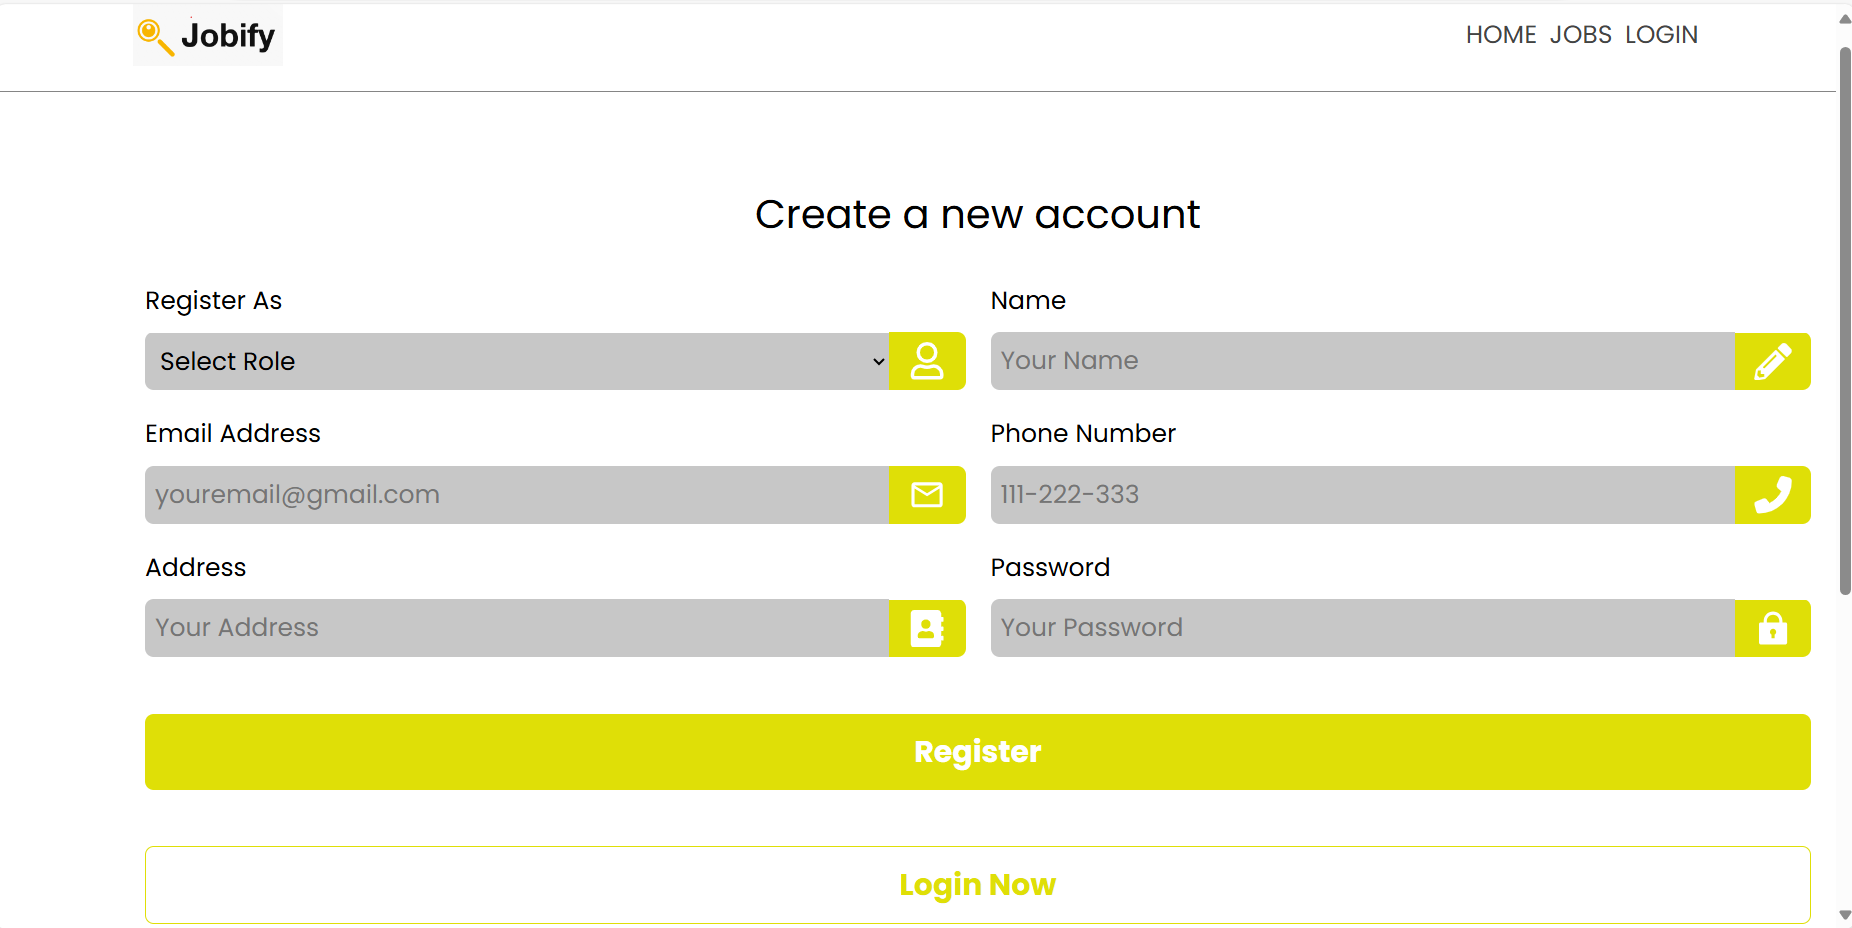 Jobify
HOME JOBS LOGIN
Create a new account
Register As
Name
Select Role
Your Name
Email Address
Phone Number
youremail@gmail.com
111-222-333
Address
Password
Your Address
Your Password
Register
Login Now